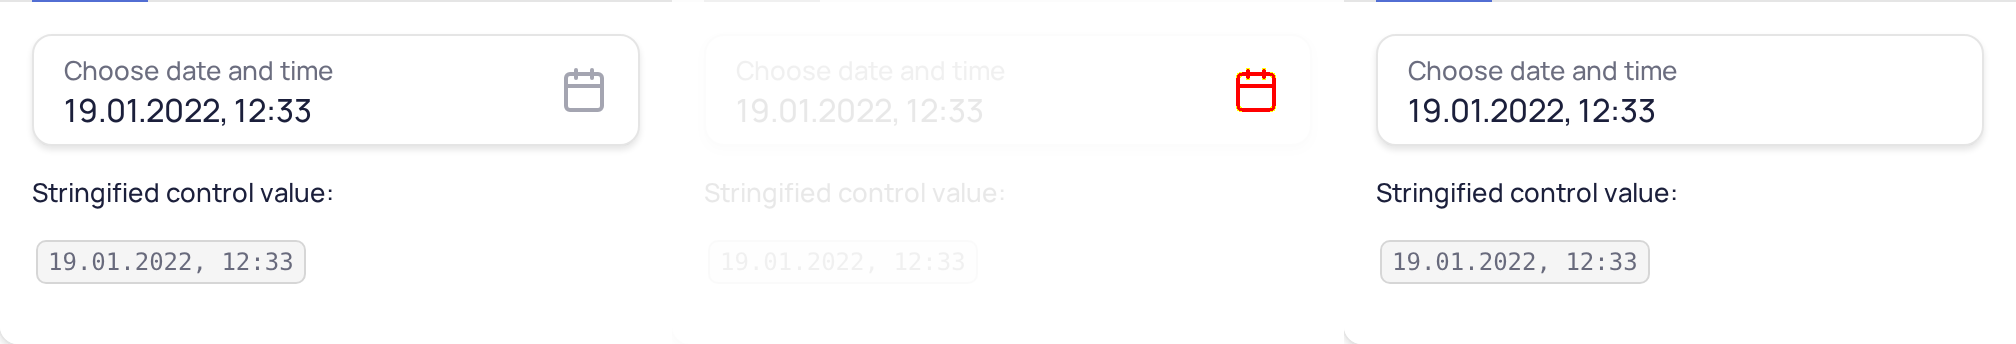 Choose date and time
19.01.2022, 12:33
Stringified control value:
19.01.2022, 12:33
Choose date and time
19.01.2022, 12:33
Stringified control value:
19.01.2022, 12:33
Choose date and time
19.01.2022, 12:33
Stringified control value:
19.01.2022, 12:33